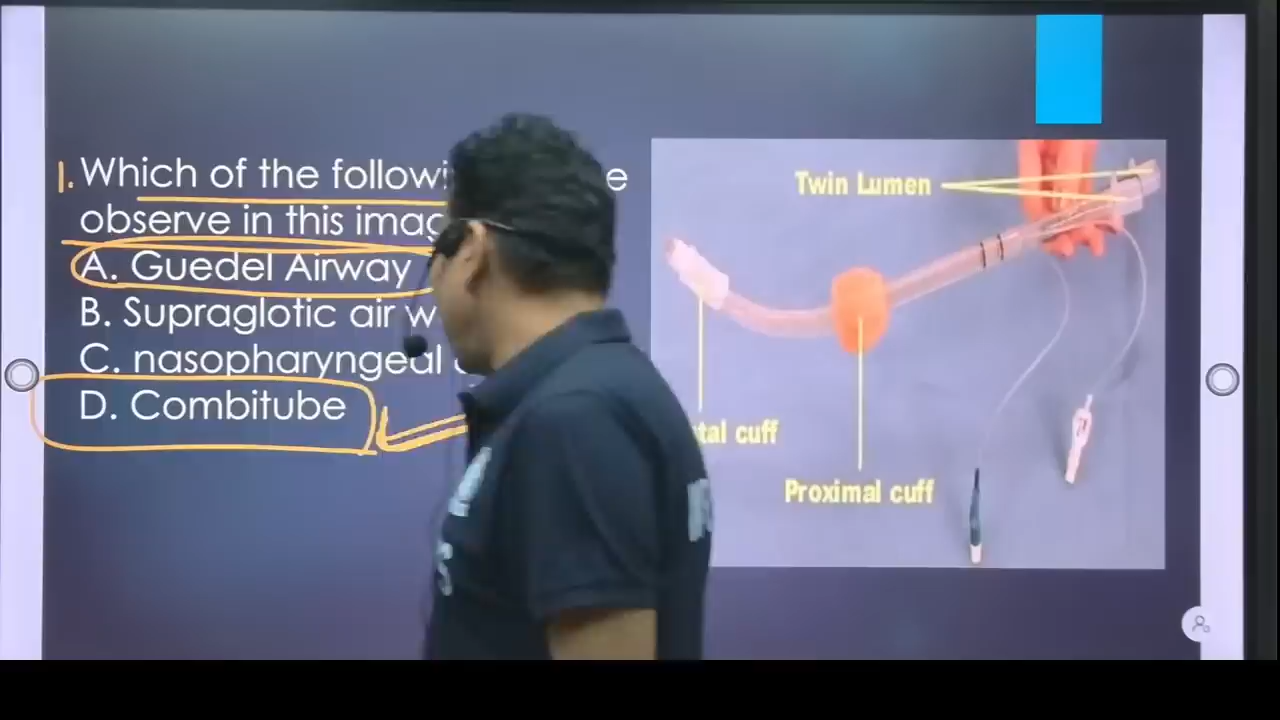 1. Which of the followi e
observe in this imag
A. Guedel Airway
B. Supraglotic air w
C. nasopharyngeal
D. Combitube
Twin Lumen
tal cuff
Proximal cuff